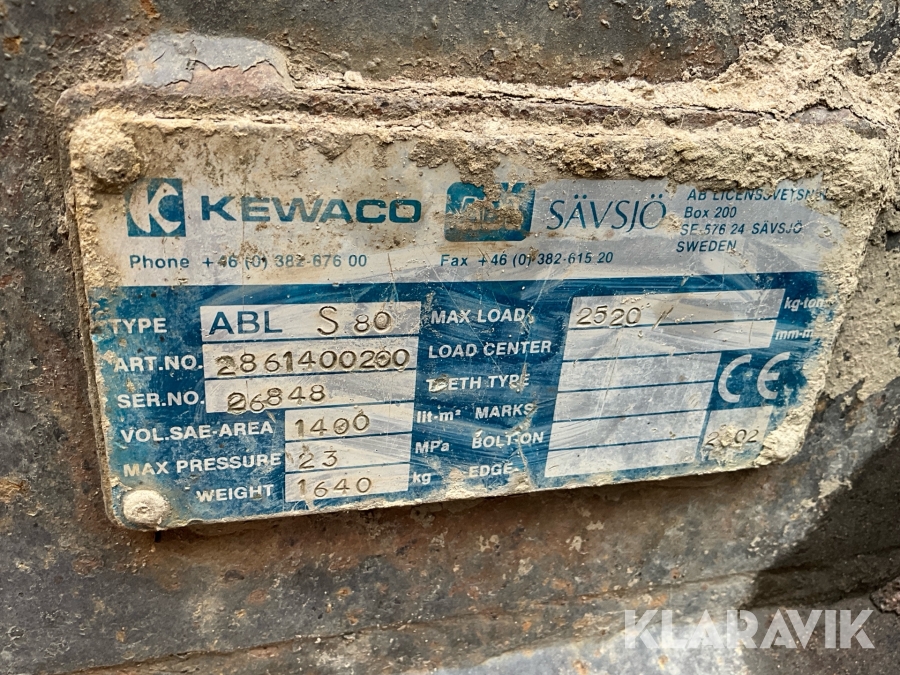 KEWACO SÄVSJÖ
AB LICENSSVETSNING
Box 200
SE-576 24 SÄVSJÖ
SWEDEN
Phone +46 (0) 382-676 00 Fax +46 (0) 382-615 20
TYPE ABL S 80 MAX LOAD 2520 kg-ton
ART.NO. 2861400200 LOAD CENTER mm-m
SER.NO. 26848 TEETH TYPE CE
VOL.SAE-AREA 1400 lit-m² MARKS
MAX PRESSURE 23 MPa BOLT-ON 2002
WEIGHT 1640 kg EDGE
KLARAVIK